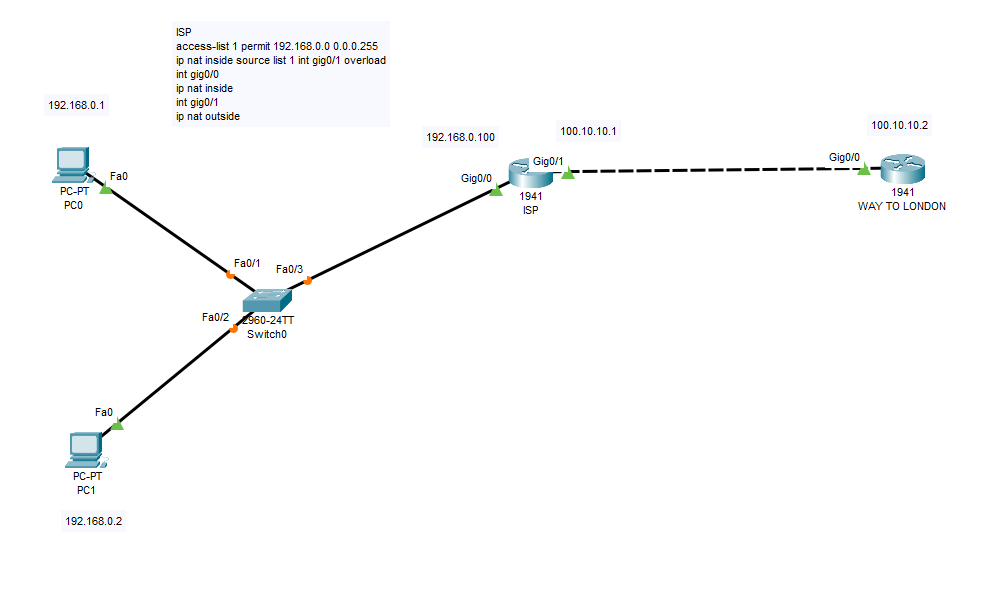 ISP
access-list 1 permit 192.168.0.0 0.0.0.255
ip nat inside source list 1 int gig0/1 overload
int gig0/0
ip nat inside
int gig0/1
ip nat outside
192.168.0.1
192.168.0.100
100.10.10.1
100.10.10.2
Fa0
PC-PT
PC0
Gig0/0
Gig0/1
1941
ISP
Gig0/0
1941
WAY TO LONDON
Fa0/1
Fa0/3
Fa0/2
2960-24TT
Switch0
Fa0
PC-PT
PC1
192.168.0.2